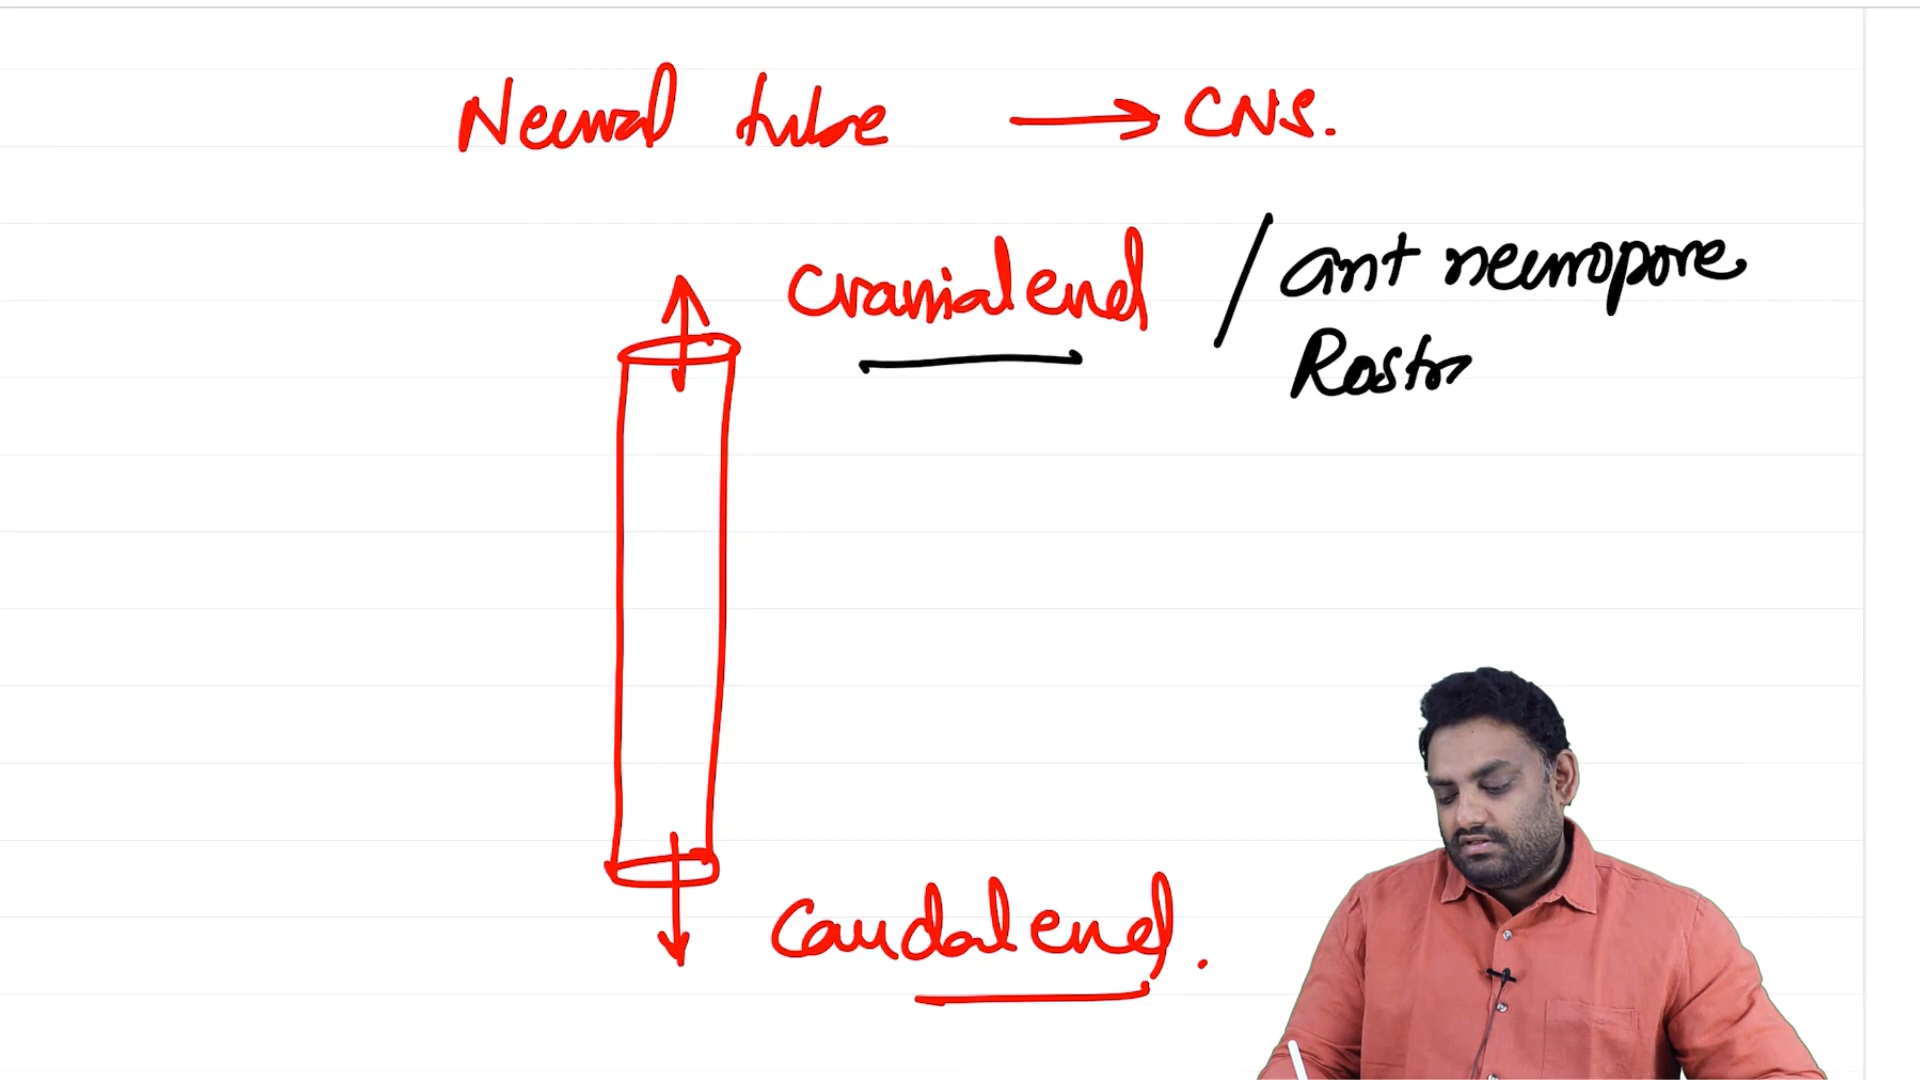 Neural tube → CNS.
cranial end / ant neuropore
Rostr
caudal end.